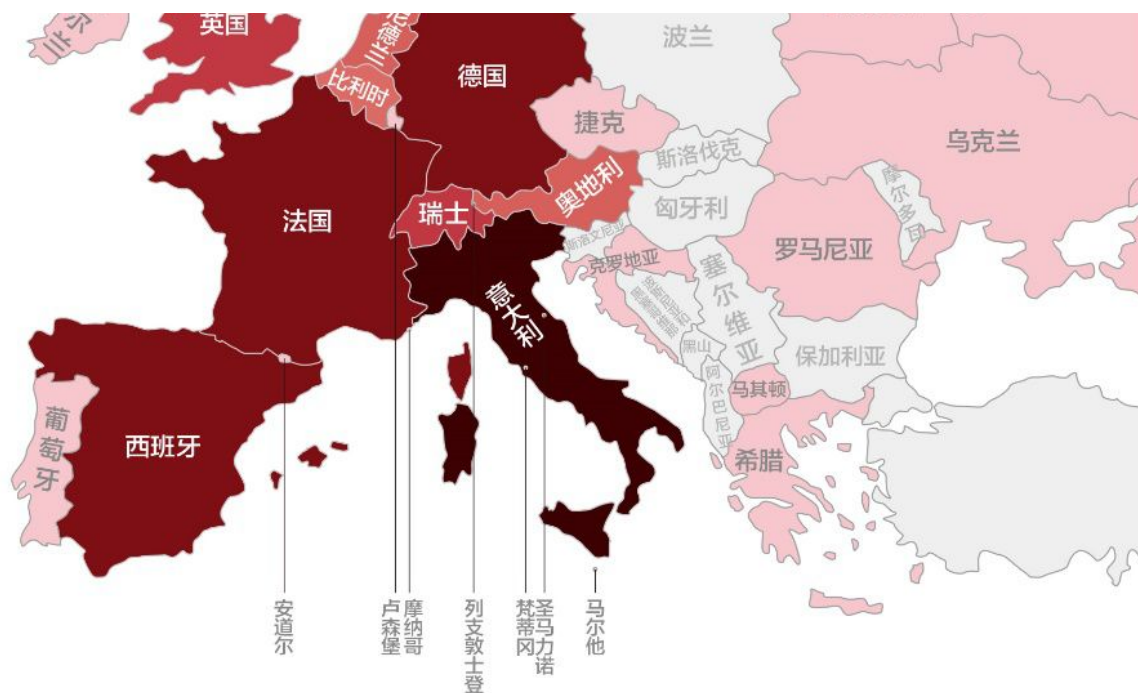 英国
尔兰
尼德兰
比利时
德国
波兰
捷克
斯洛伐克
乌克兰
摩尔多瓦
奥地利
匈牙利
瑞士
法国
斯洛文尼亚
克罗地亚
罗马尼亚
意大利
塞尔维亚
黑山
保加利亚
阿尔巴尼亚
马其顿
葡萄牙
西班牙
希腊
安道尔
卢森堡
摩纳哥
列支敦士登
梵蒂冈
圣马力诺
马尔他